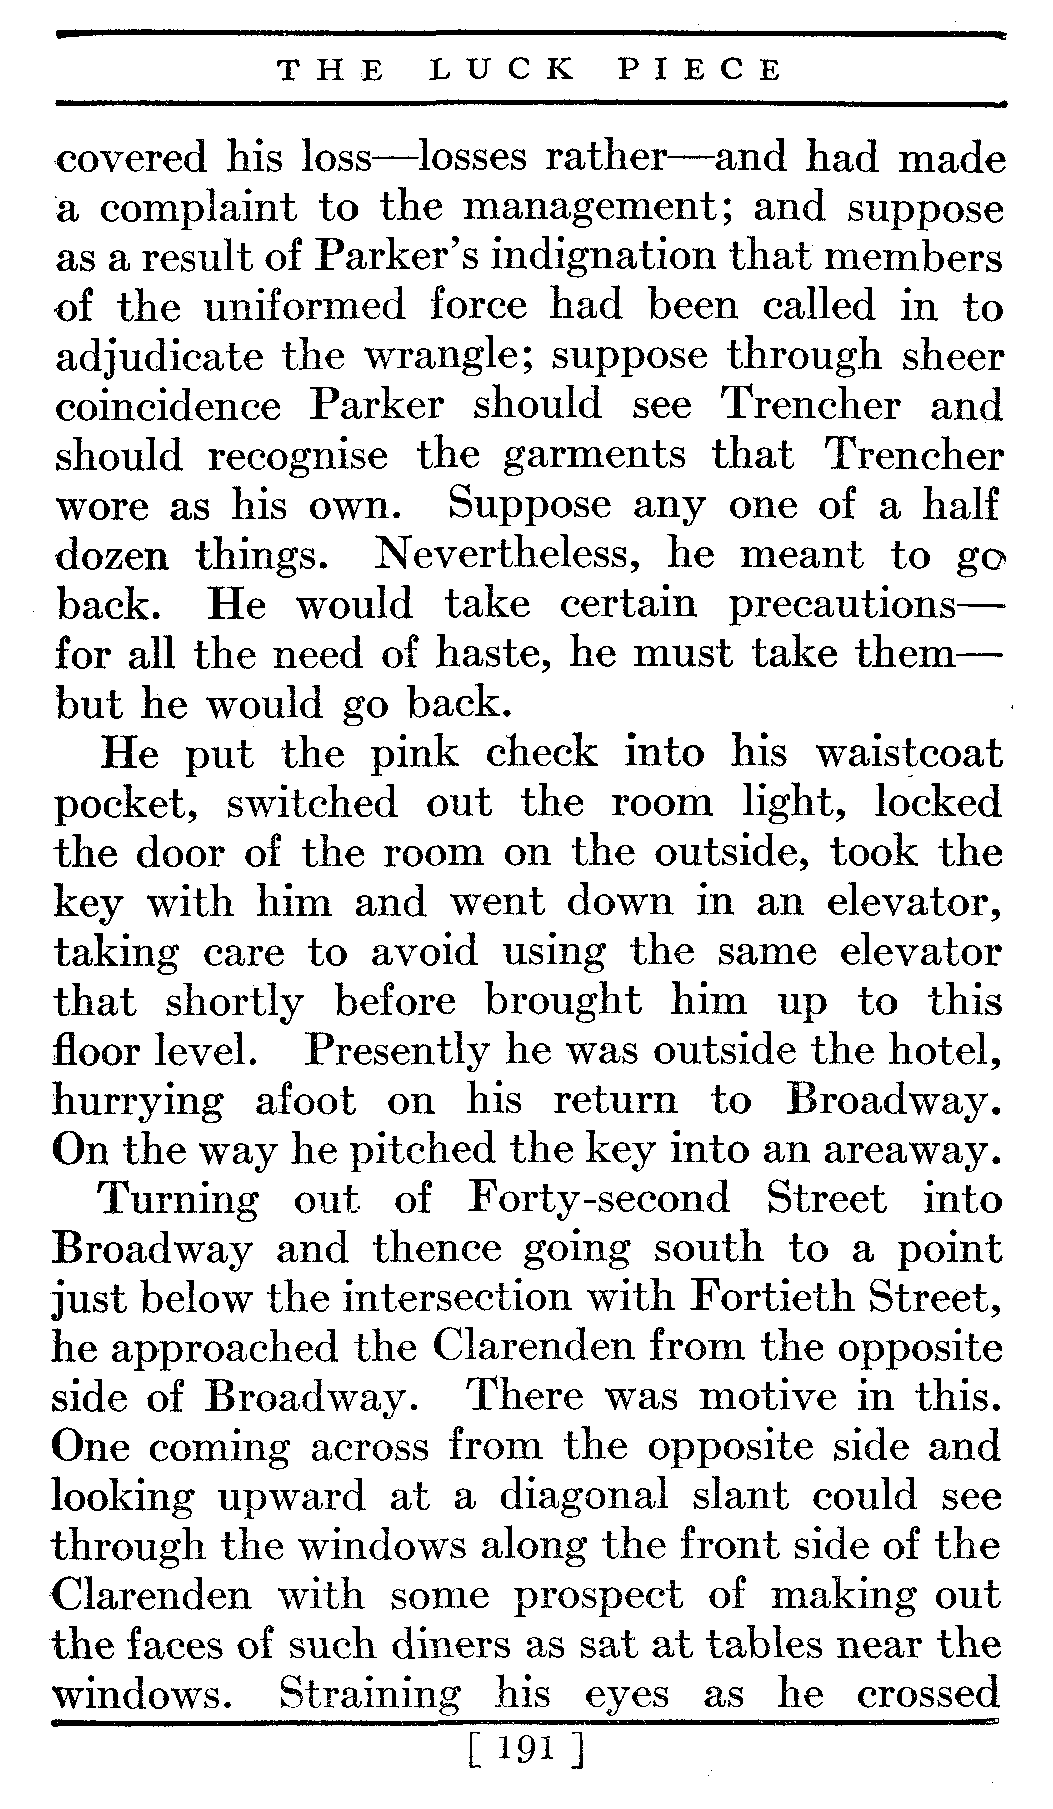 THE LUCK PIECE
covered his loss—losses rather—and had made
a complaint to the management; and suppose
as a result of Parker's indignation that members
of the uniformed force had been called in to
adjudicate the wrangle; suppose through sheer
coincidence Parker should see Trencher and
should recognise the garments that Trencher
wore as his own. Suppose any one of a half
dozen things. Nevertheless, he meant to go
back. He would take certain precautions—
for all the need of haste, he must take them—
but he would go back.
He put the pink check into his waistcoat
pocket, switched out the room light, locked
the door of the room on the outside, took the
key with him and went down in an elevator,
taking care to avoid using the same elevator
that shortly before brought him up to this
floor level. Presently he was outside the hotel,
hurrying afoot on his return to Broadway.
On the way he pitched the key into an areaway.
Turning out of Forty-second Street into
Broadway and thence going south to a point
just below the intersection with Fortieth Street,
he approached the Clarenden from the opposite
side of Broadway. There was motive in this.
One coming across from the opposite side and
looking upward at a diagonal slant could see
through the windows along the front side of the
Clarenden with some prospect of making out
the faces of such diners as sat at tables near the
windows. Straining his eyes as he crossed
[ 191 ]